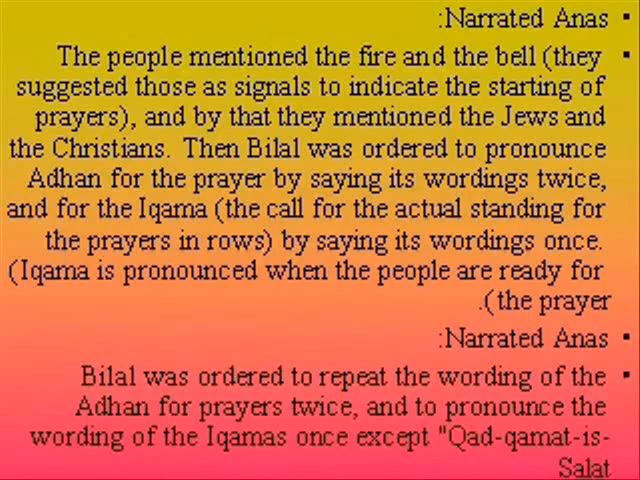 :Narrated Anas
The people mentioned the fire and the bell (they
suggested those as signals to indicate the starting of
prayers), and by that they mentioned the Jews and
the Christians. Then Bilal was ordered to pronounce
Adhan for the prayer by saying its wordings twice,
and for the Iqama (the call for the actual standing for
the prayers in rows) by saying its wordings once.
(Iqama is pronounced when the people are ready for
.(the prayer
:Narrated Anas
Bilal was ordered to repeat the wording of the
Adhan for prayers twice, and to pronounce the
wording of the Iqamas once except "Qad-qamat-is-
Salat